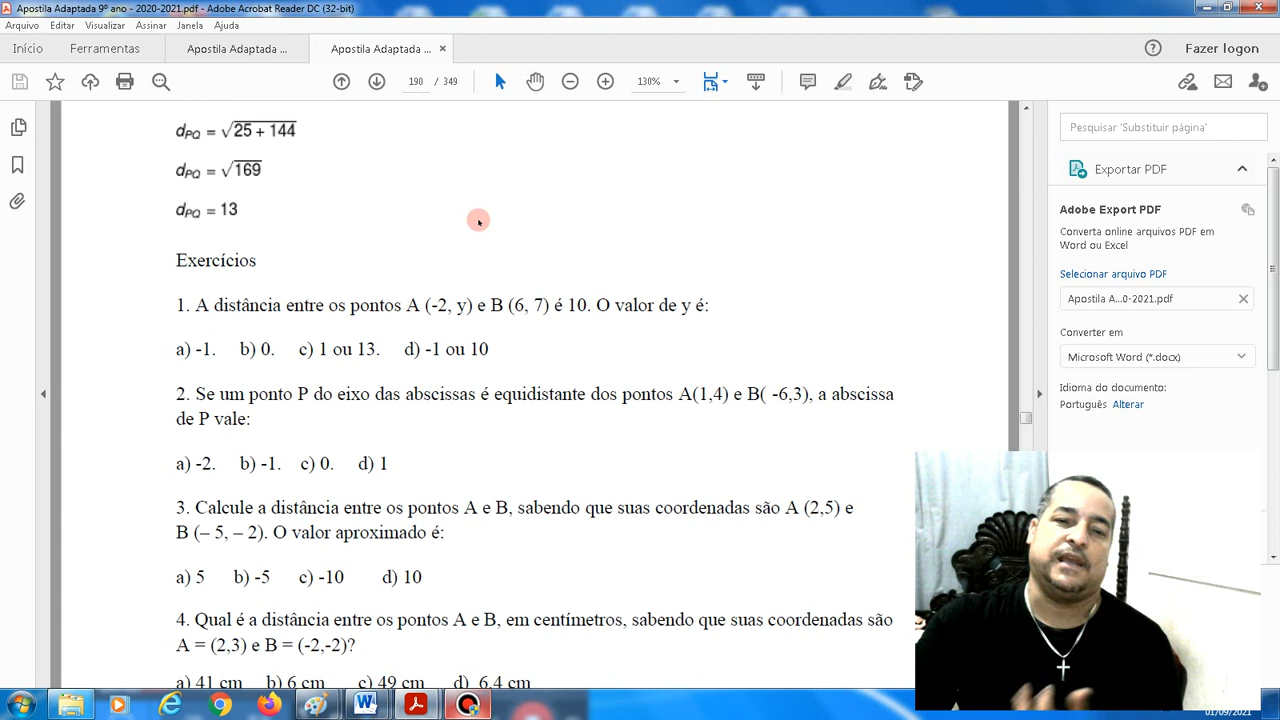 Apostila Adaptada 9º ano - 2020-2021.pdf - Adobe Acrobat Reader DC (32-bit)
Arquivo Editar Visualizar Assinar Janela Ajuda
Início Ferramentas Apostila Adaptada ... Apostila Adaptada ... × Fazer logon
190 / 349 130%
dPQ = √25 + 144
dPQ = √169
dPQ = 13
Exercícios
1. A distância entre os pontos A (-2, y) e B (6, 7) é 10. O valor de y é:
a) -1. b) 0. c) 1 ou 13. d) -1 ou 10
2. Se um ponto P do eixo das abscissas é equidistante dos pontos A(1,4) e B( -6,3), a abscissa
de P vale:
a) -2. b) -1. c) 0. d) 1
3. Calcule a distância entre os pontos A e B, sabendo que suas coordenadas são A (2,5) e
B (– 5, – 2). O valor aproximado é:
a) 5 b) -5 c) -10 d) 10
4. Qual é a distância entre os pontos A e B, em centímetros, sabendo que suas coordenadas são
A = (2,3) e B = (-2,-2)?
a) 41 cm b) 6 cm c) 49 cm d) 6,4 cm
Pesquisar 'Substituir página'
Exportar PDF
Adobe Export PDF
Converta online arquivos PDF em
Word ou Excel
Selecionar arquivo PDF
Apostila A...0-2021.pdf
Converter em
Microsoft Word (*.docx)
Idioma do documento:
Português Alterar
01/09/2021